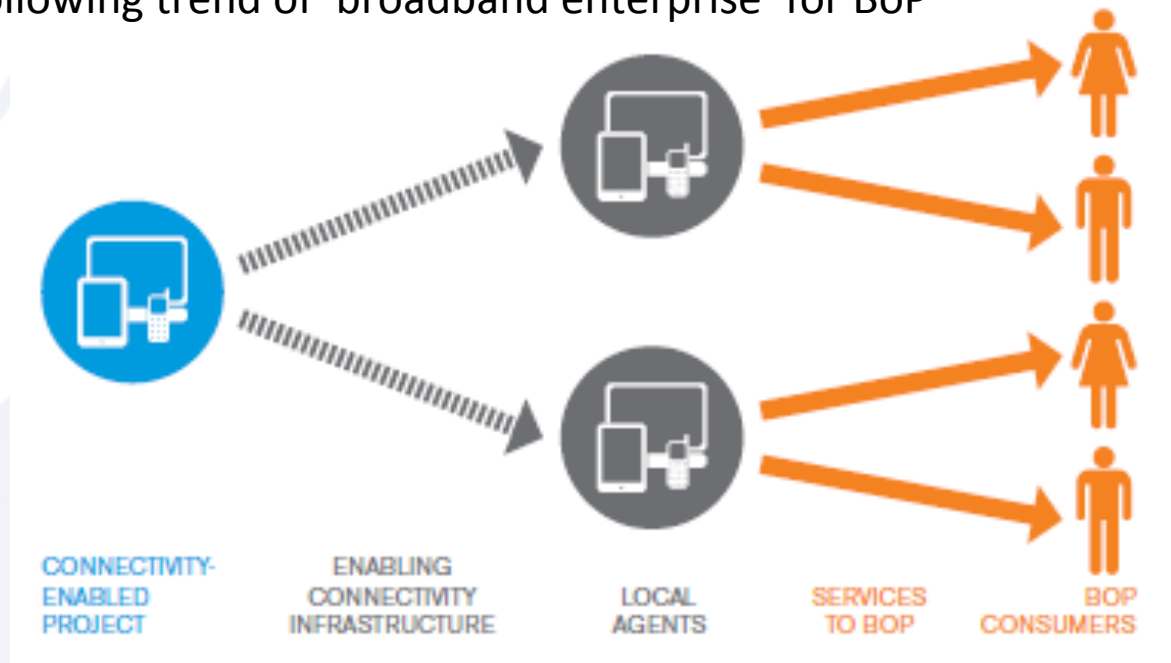 llowing trend of 'broadband enterprise' for BoP
CONNECTIVITY-
ENABLED
PROJECT
ENABLING
CONNECTIVITY
INFRASTRUCTURE
LOCAL
AGENTS
SERVICES
TO BOP
BOP
CONSUMERS